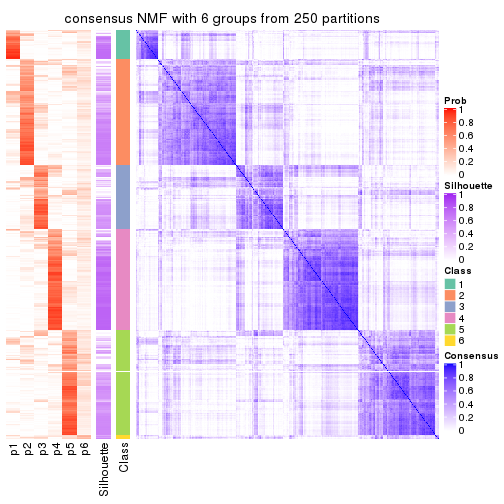 consensus NMF with 6 groups from 250 partitions
Prob
1
0.8
0.6
0.4
0.2
0
Silhouette
1
0.8
0.6
0.4
0.2
0
Class
1
2
3
4
5
6
Consensus
1
0.8
0.6
0.4
0.2
0
p1
p2
p3
p4
p5
p6
Silhouette
Class